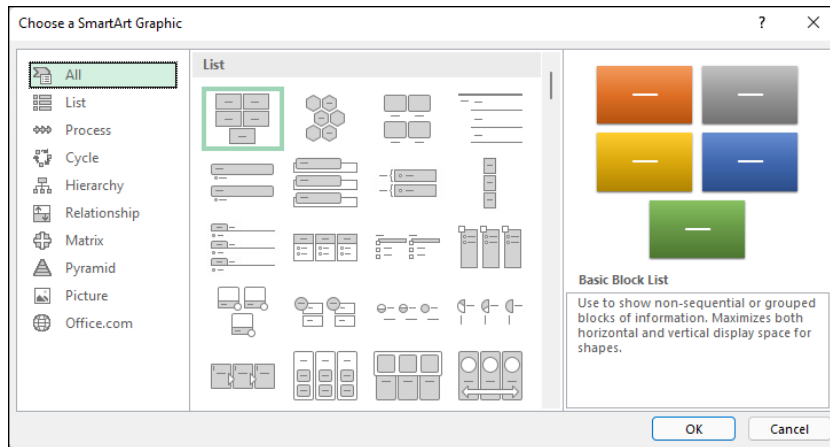 Choose a SmartArt Graphic
?
All
List
Process
Cycle
Hierarchy
Relationship
Matrix
Pyramid
Picture
Office.com
List
Basic Block List
Use to show non-sequential or grouped
blocks of information. Maximizes both
horizontal and vertical display space for
shapes.
OK
Cancel